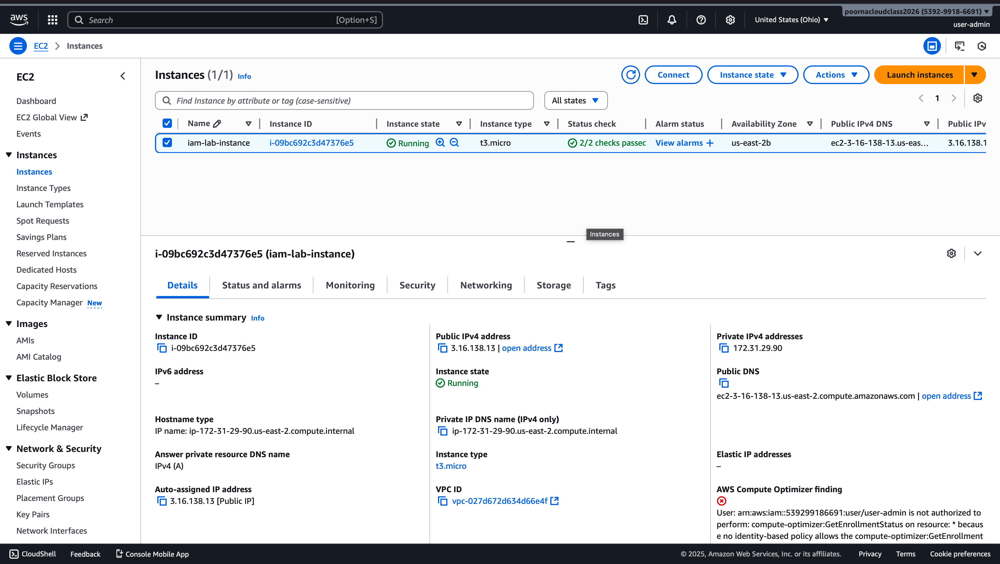 aws
Search
[Option+S]
United States (Ohio)
poornacloudclass2026 (5392-9918-6691)
user-admin
EC2
Instances
EC2
Dashboard
EC2 Global View
Events
Instances
Instances
Instance Types
Launch Templates
Spot Requests
Savings Plans
Reserved Instances
Dedicated Hosts
Capacity Reservations
Capacity Manager New
Images
AMIs
AMI Catalog
Elastic Block Store
Volumes
Snapshots
Lifecycle Manager
Network & Security
Security Groups
Elastic IPs
Placement Groups
Key Pairs
Network Interfaces
Instances (1/1) Info
Connect
Instance state
Actions
Launch instances
Find Instance by attribute or tag (case-sensitive)
All states
1
Name Instance ID Instance state Instance type Status check Alarm status Availability Zone Public IPv4 DNS Public IPv
iam-lab-instance i-09bc692c3d47376e5 Running t3.micro 2/2 checks passec View alarms + us-east-2b ec2-3-16-138-13.us-eas... 3.16.138.1
Instances
i-09bc692c3d47376e5 (iam-lab-instance)
Details
Status and alarms
Monitoring
Security
Networking
Storage
Tags
Instance summary Info
Instance ID
i-09bc692c3d47376e5
Public IPv4 address
3.16.138.13 | open address
Private IPv4 addresses
172.31.29.90
IPv6 address
–
Instance state
Running
Public DNS
ec2-3-16-138-13.us-east-2.compute.amazonaws.com | open address
Hostname type
IP name: ip-172-31-29-90.us-east-2.compute.internal
Private IP DNS name (IPv4 only)
ip-172-31-29-90.us-east-2.compute.internal
Answer private resource DNS name
IPv4 (A)
Instance type
t3.micro
Elastic IP addresses
–
Auto-assigned IP address
3.16.138.13 [Public IP]
VPC ID
vpc-027d672d634d66e4f
AWS Compute Optimizer finding
User: arn:aws:iam::539299186691:user/user-admin is not authorized to
perform: compute-optimizer:GetEnrollmentStatus on resource: * becaus
e no identity-based policy allows the compute-optimizer:GetEnrollment
CloudShell
Feedback
Console Mobile App
© 2025, Amazon Web Services, Inc. or its affiliates.
Privacy
Terms
Cookie preferences